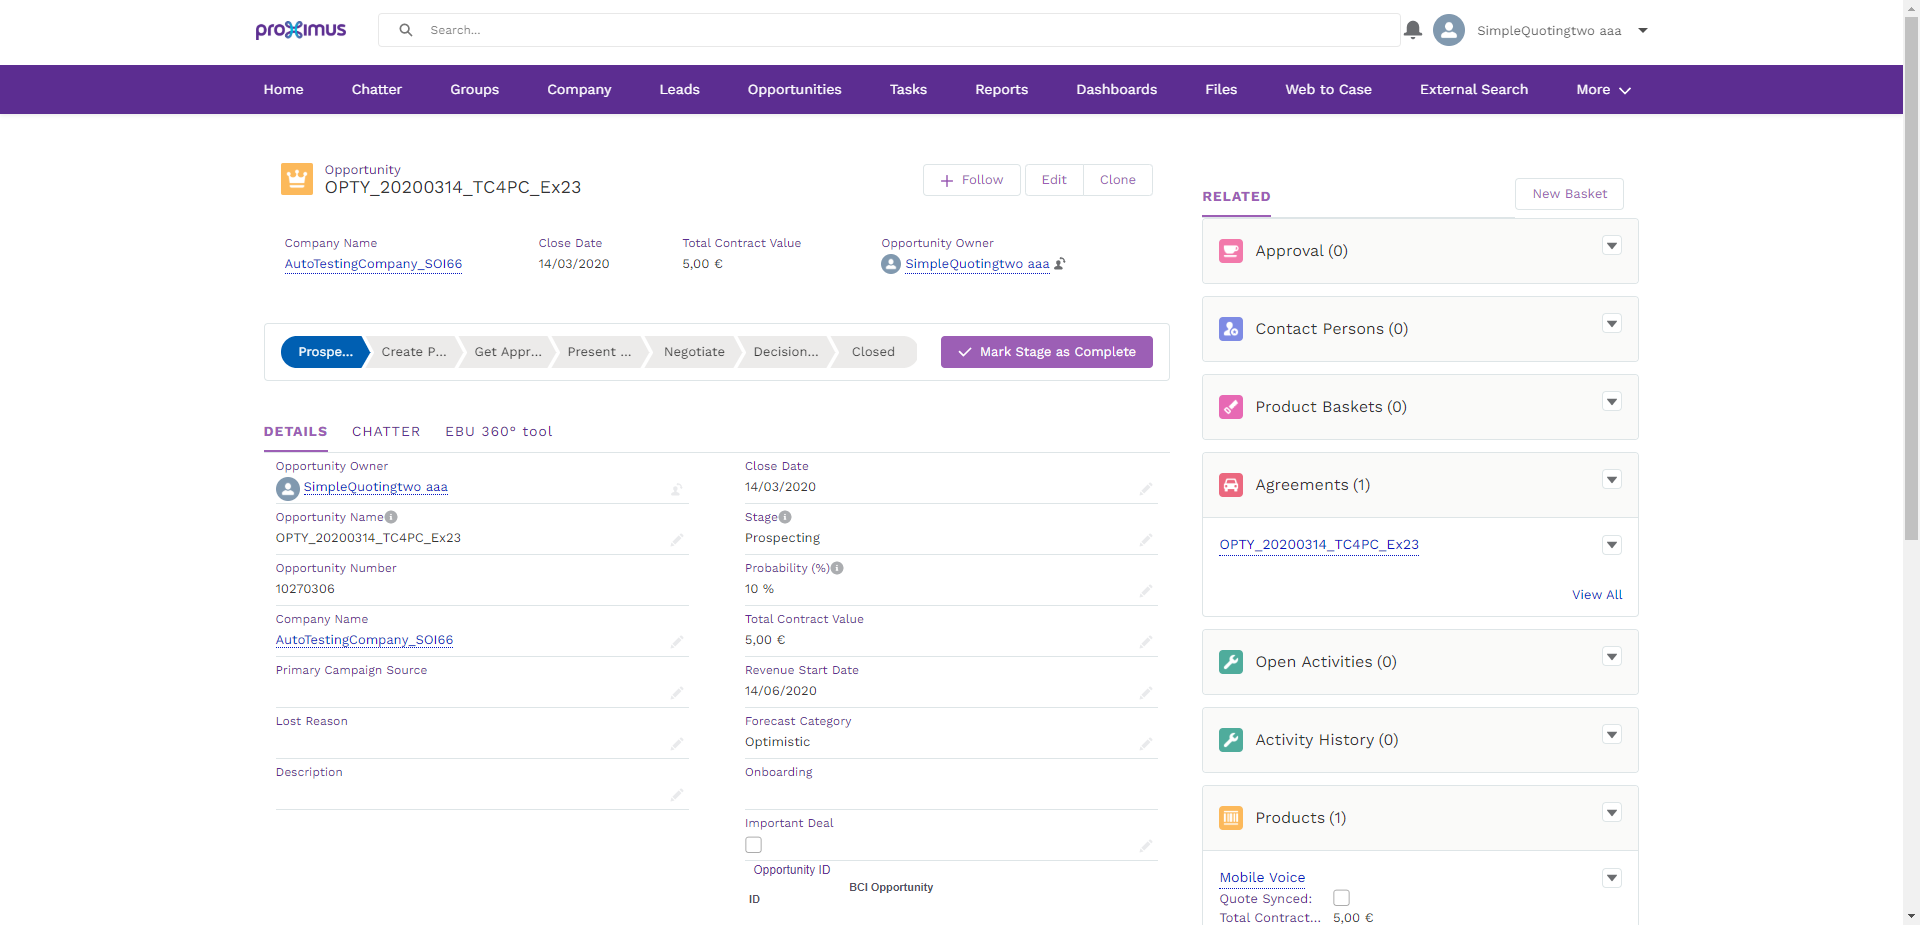 proximus
Search...
SimpleQuotingtwo aaa
Home Chatter Groups Company Leads Opportunities Tasks Reports Dashboards Files Web to Case External Search More
Opportunity
OPTY_20200314_TC4PC_Ex23
Follow Edit Clone
Company Name Close Date Total Contract Value Opportunity Owner
AutoTestingCompany_SOI66 14/03/2020 5,00 € SimpleQuotingtwo aaa
Prospe... Create P... Get Appr... Present ... Negotiate Decision... Closed Mark Stage as Complete
DETAILS CHATTER EBU 360° tool
Opportunity Owner
SimpleQuotingtwo aaa
Opportunity Name
OPTY_20200314_TC4PC_Ex23
Opportunity Number
10270306
Company Name
AutoTestingCompany_SOI66
Primary Campaign Source
Lost Reason
Description
Close Date
14/03/2020
Stage
Prospecting
Probability (%)
10 %
Total Contract Value
5,00 €
Revenue Start Date
14/06/2020
Forecast Category
Optimistic
Onboarding
Important Deal
Opportunity ID
BCI Opportunity
ID
RELATED New Basket
Approval (0)
Contact Persons (0)
Product Baskets (0)
Agreements (1)
OPTY_20200314_TC4PC_Ex23
View All
Open Activities (0)
Activity History (0)
Products (1)
Mobile Voice
Quote Synced:
Total Contract... 5,00 €